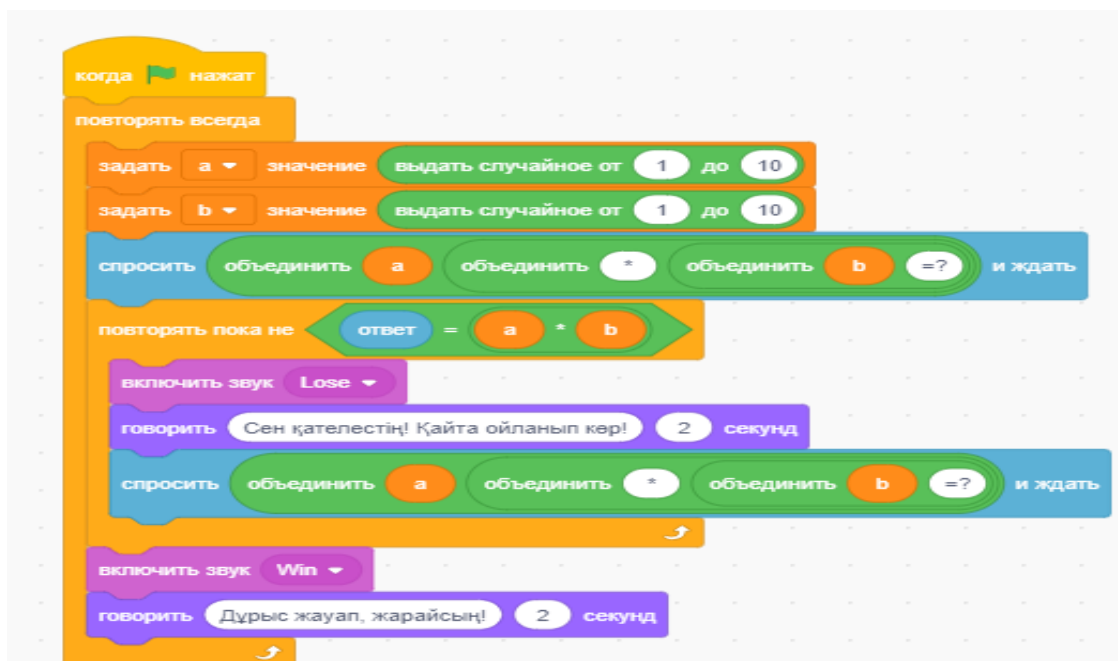 когда нажат
повторять всегда
задать a значение выдать случайное от 1 до 10
задать b значение выдать случайное от 1 до 10
спросить объединить a объединить * объединить b =? и ждать
повторять пока не ответ = a * b
включить звук Lose
говорить Сен қателестің! Қайта ойланып көр! 2 секунд
спросить объединить a объединить * объединить b =? и ждать
включить звук Win
говорить Дұрыс жауап, жарайсың! 2 секунд